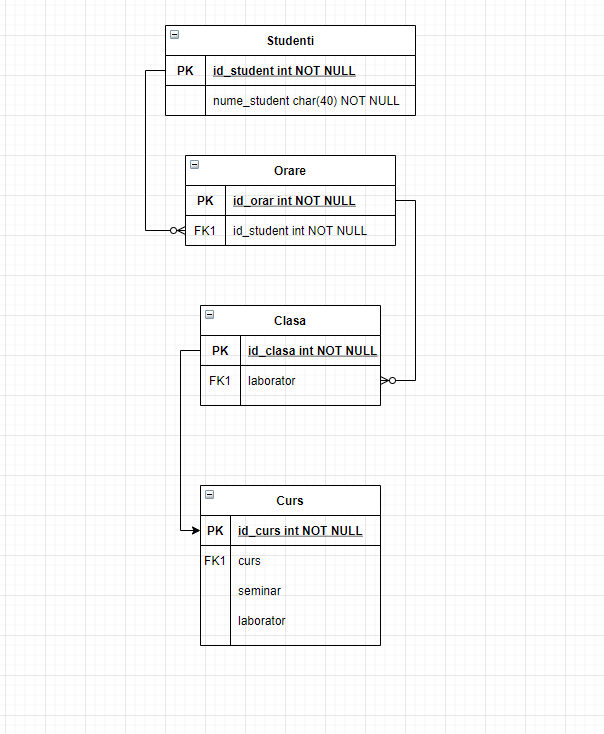 Studenti
PK id_student int NOT NULL
nume_student char(40) NOT NULL
Orare
PK id_orar int NOT NULL
FK1 id_student int NOT NULL
Clasa
PK id_clasa int NOT NULL
FK1 laborator
Curs
PK id_curs int NOT NULL
FK1 curs
seminar
laborator